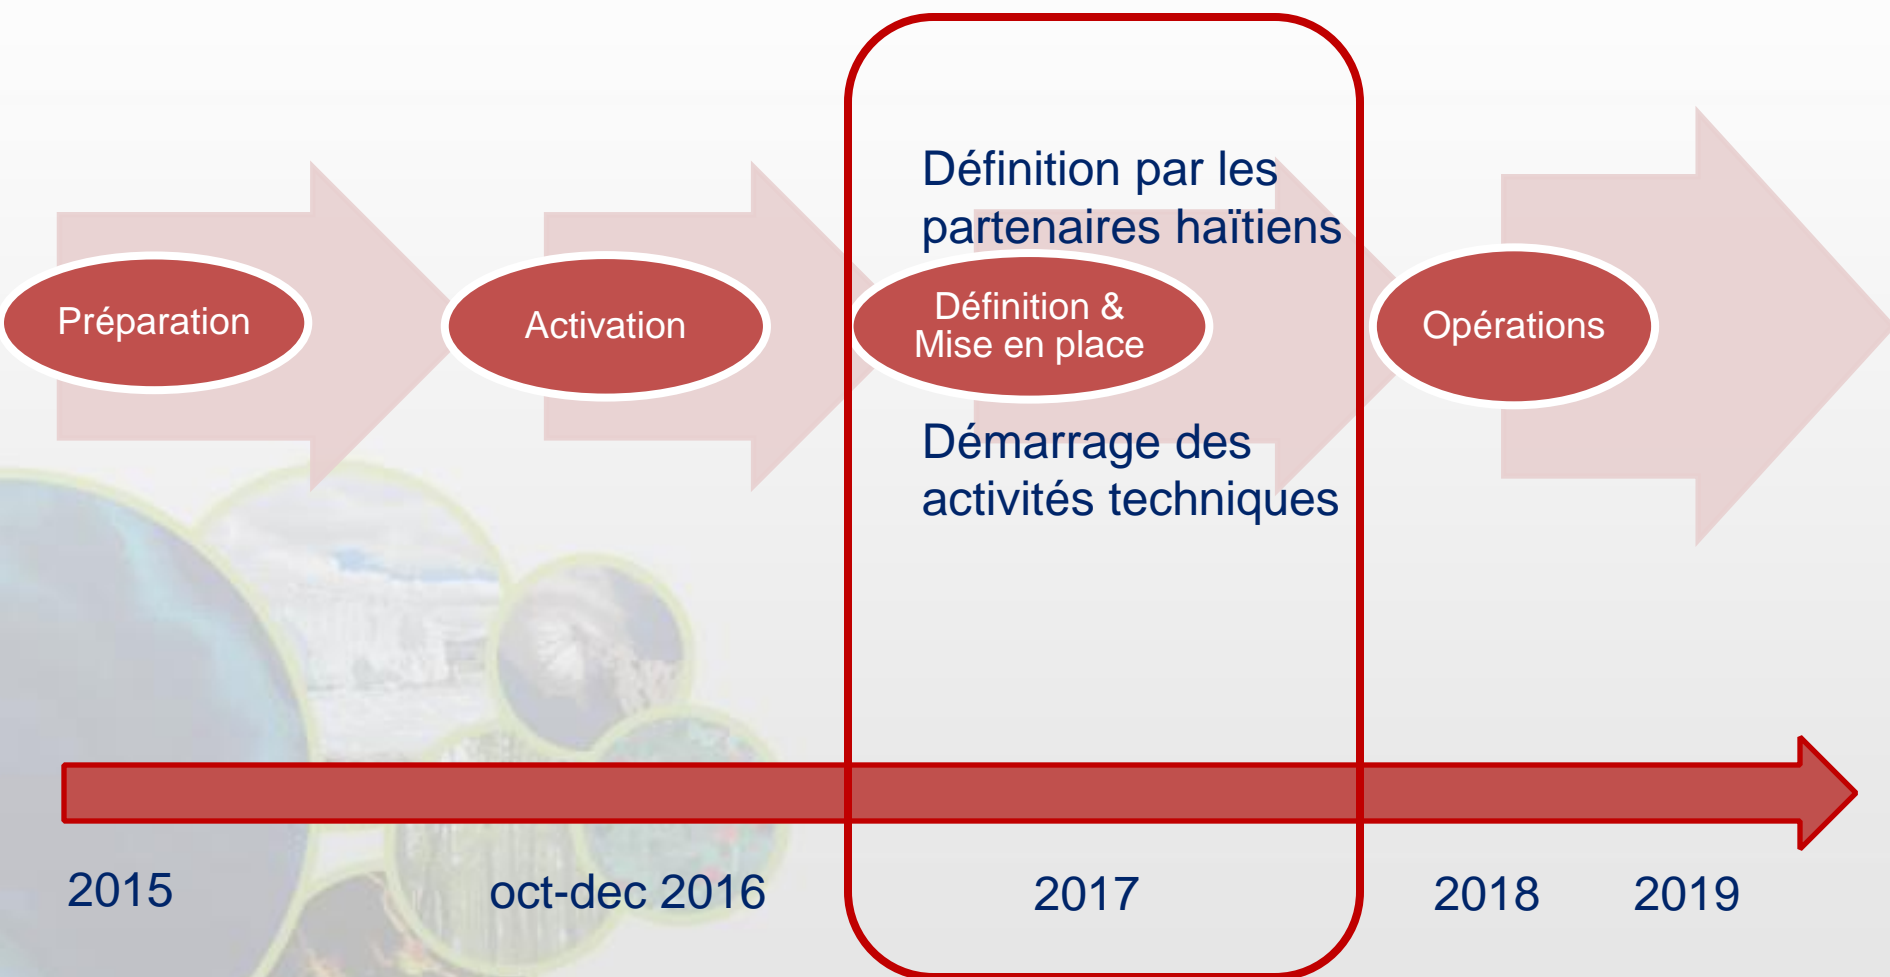 Préparation
Activation
Définition par les
partenaires haïtiens
Définition &
Mise en place
Démarrage des
activités techniques
Opérations
2015
oct-dec 2016
2017
2018
2019